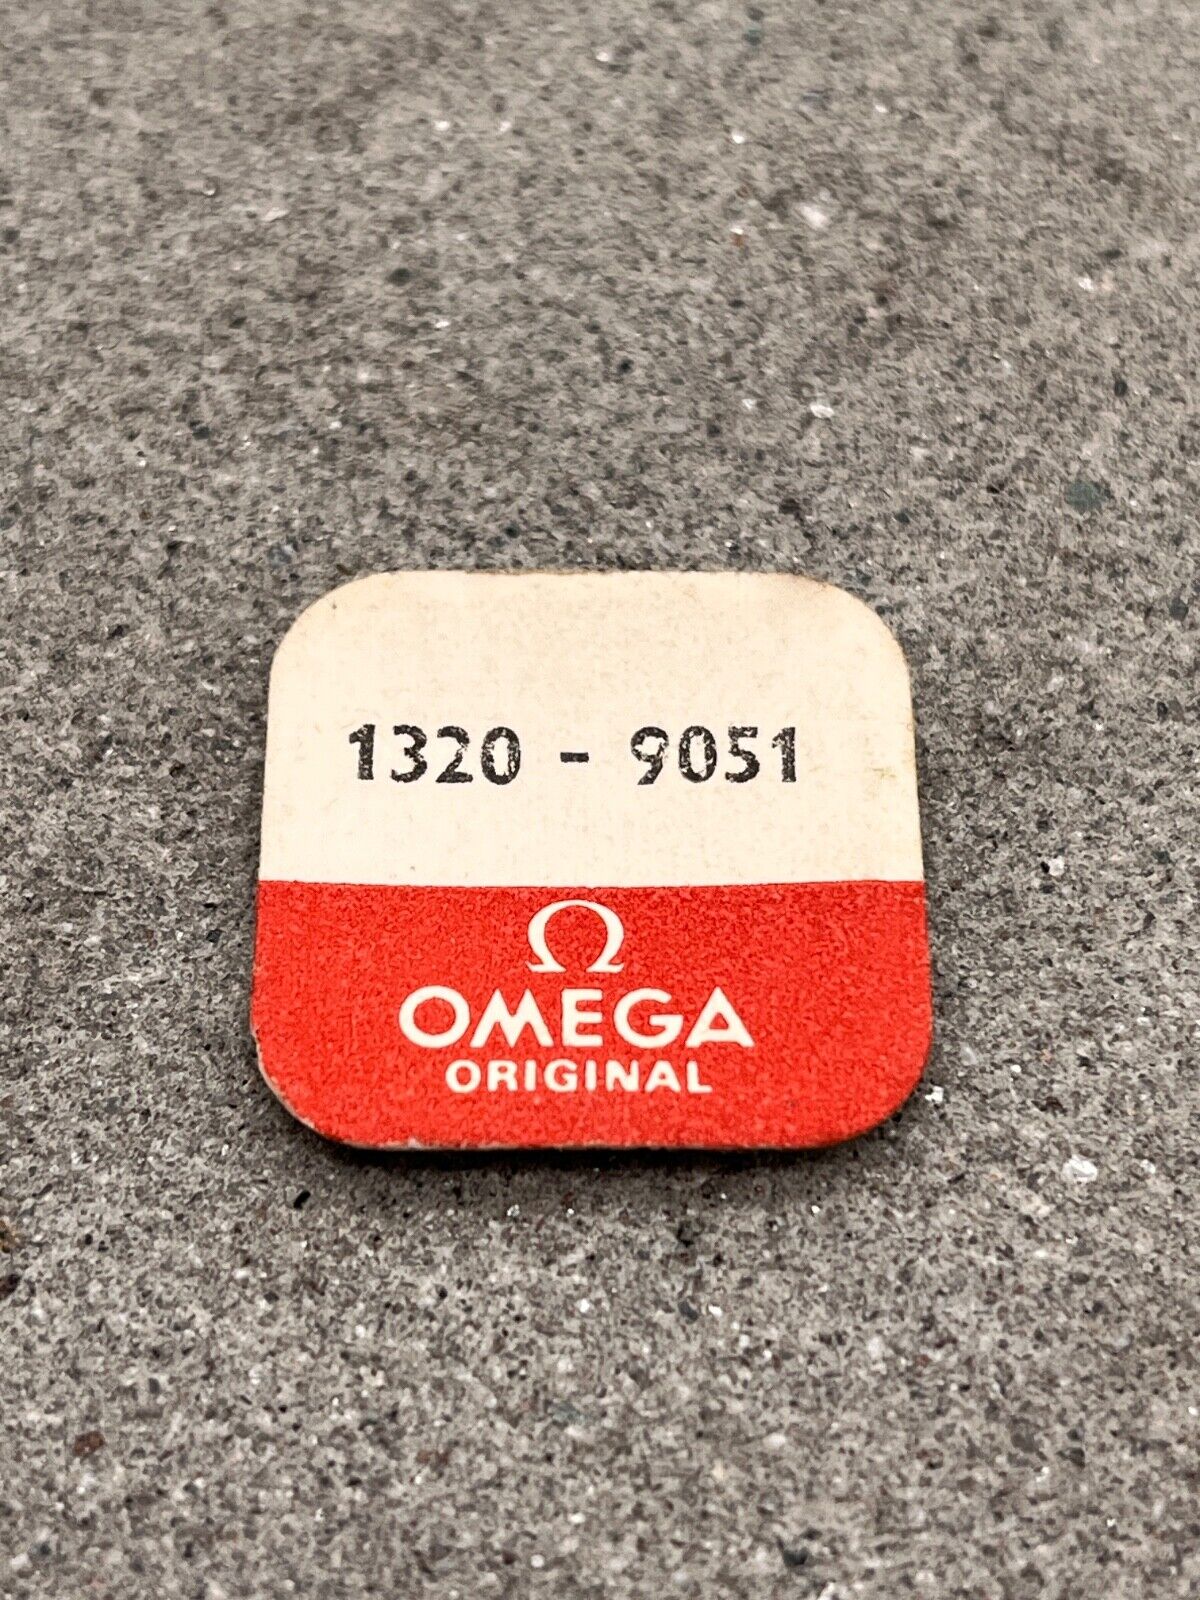 1320 - 9051
Ω
OMEGA
ORIGINAL